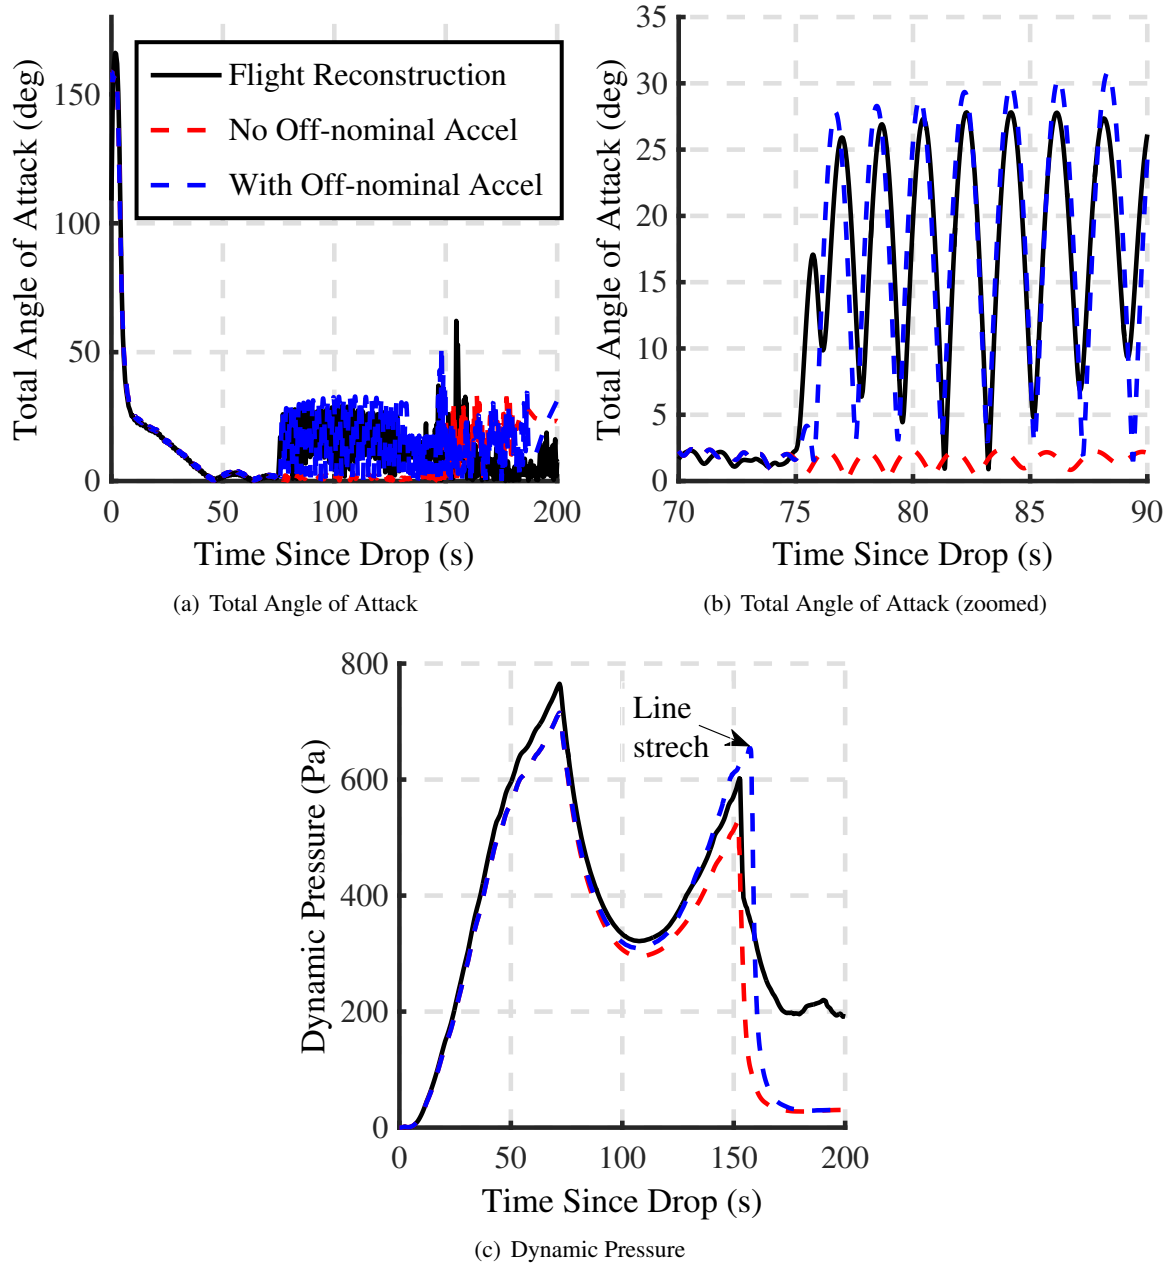 Total Angle of Attack (deg)
150
100
50
0
0 50 100 150 200
Time Since Drop (s)
Flight Reconstruction
No Off-nominal Accel
With Off-nominal Accel
(a) Total Angle of Attack
Total Angle of Attack (deg)
35
30
25
20
15
10
5
0
70 75 80 85 90
Time Since Drop (s)
(b) Total Angle of Attack (zoomed)
Dynamic Pressure (Pa)
800
600
400
200
0
0 50 100 150 200
Time Since Drop (s)
Line
strech
(c) Dynamic Pressure